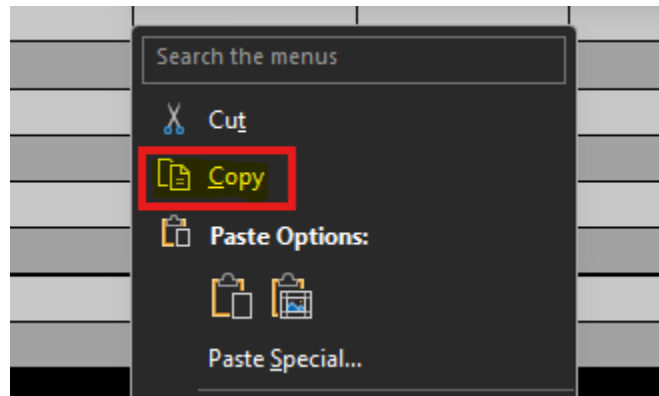 Search the menus
Cut
Copy
Paste Options:
Paste Special...